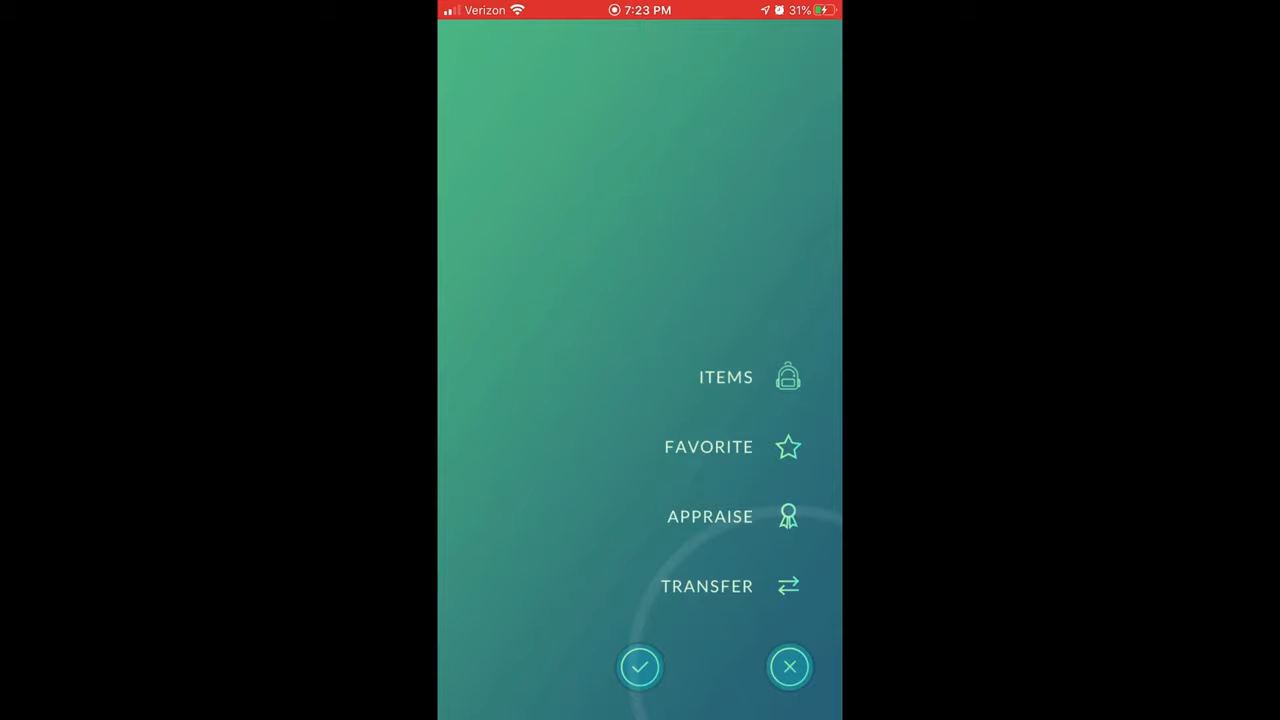 Verizon 7:23 PM 31%
ITEMS
FAVORITE
APPRAISE
TRANSFER